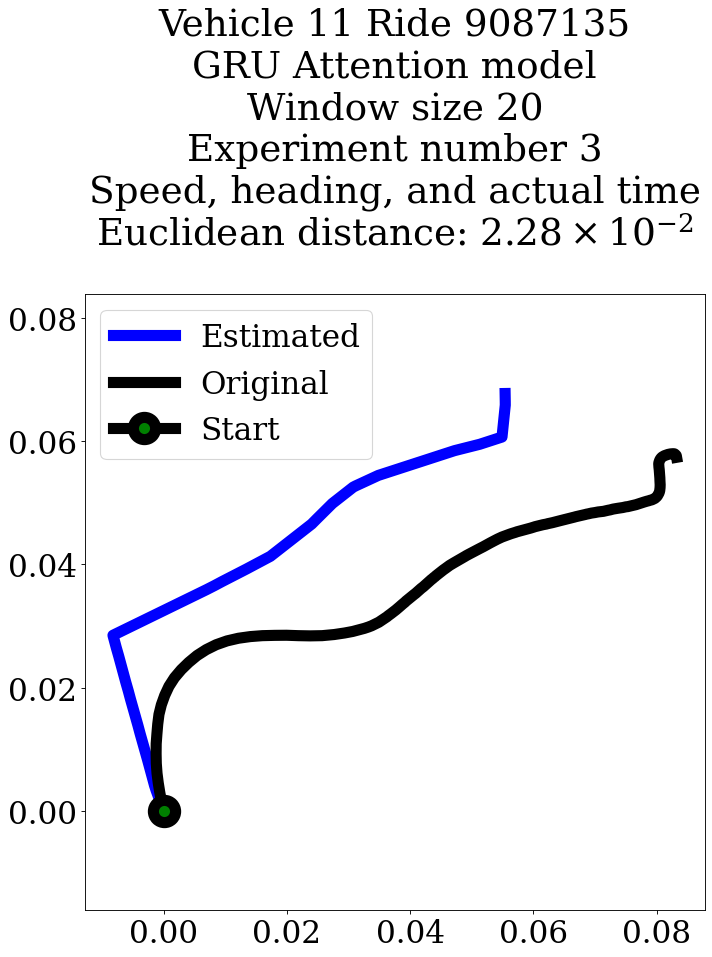 Vehicle 11 Ride 9087135
GRU Attention model
Window size 20
Experiment number 3
Speed, heading, and actual time
Euclidean distance: 2.28 × 10⁻²
Estimated
Original
Start
0.08
0.06
0.04
0.02
0.00
0.00 0.02 0.04 0.06 0.08